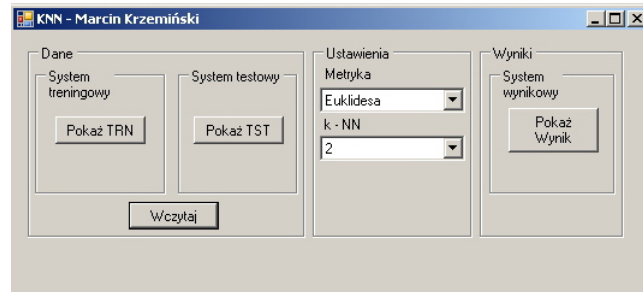 KNN - Marcin Krzemiński
Dane
System treningowy
Pokaż TRN
System testowy
Pokaż TST
Wczytaj
Ustawienia
Metryka
Euklidesa
k - NN
2
Wyniki
System wynikowy
Pokaż Wynik